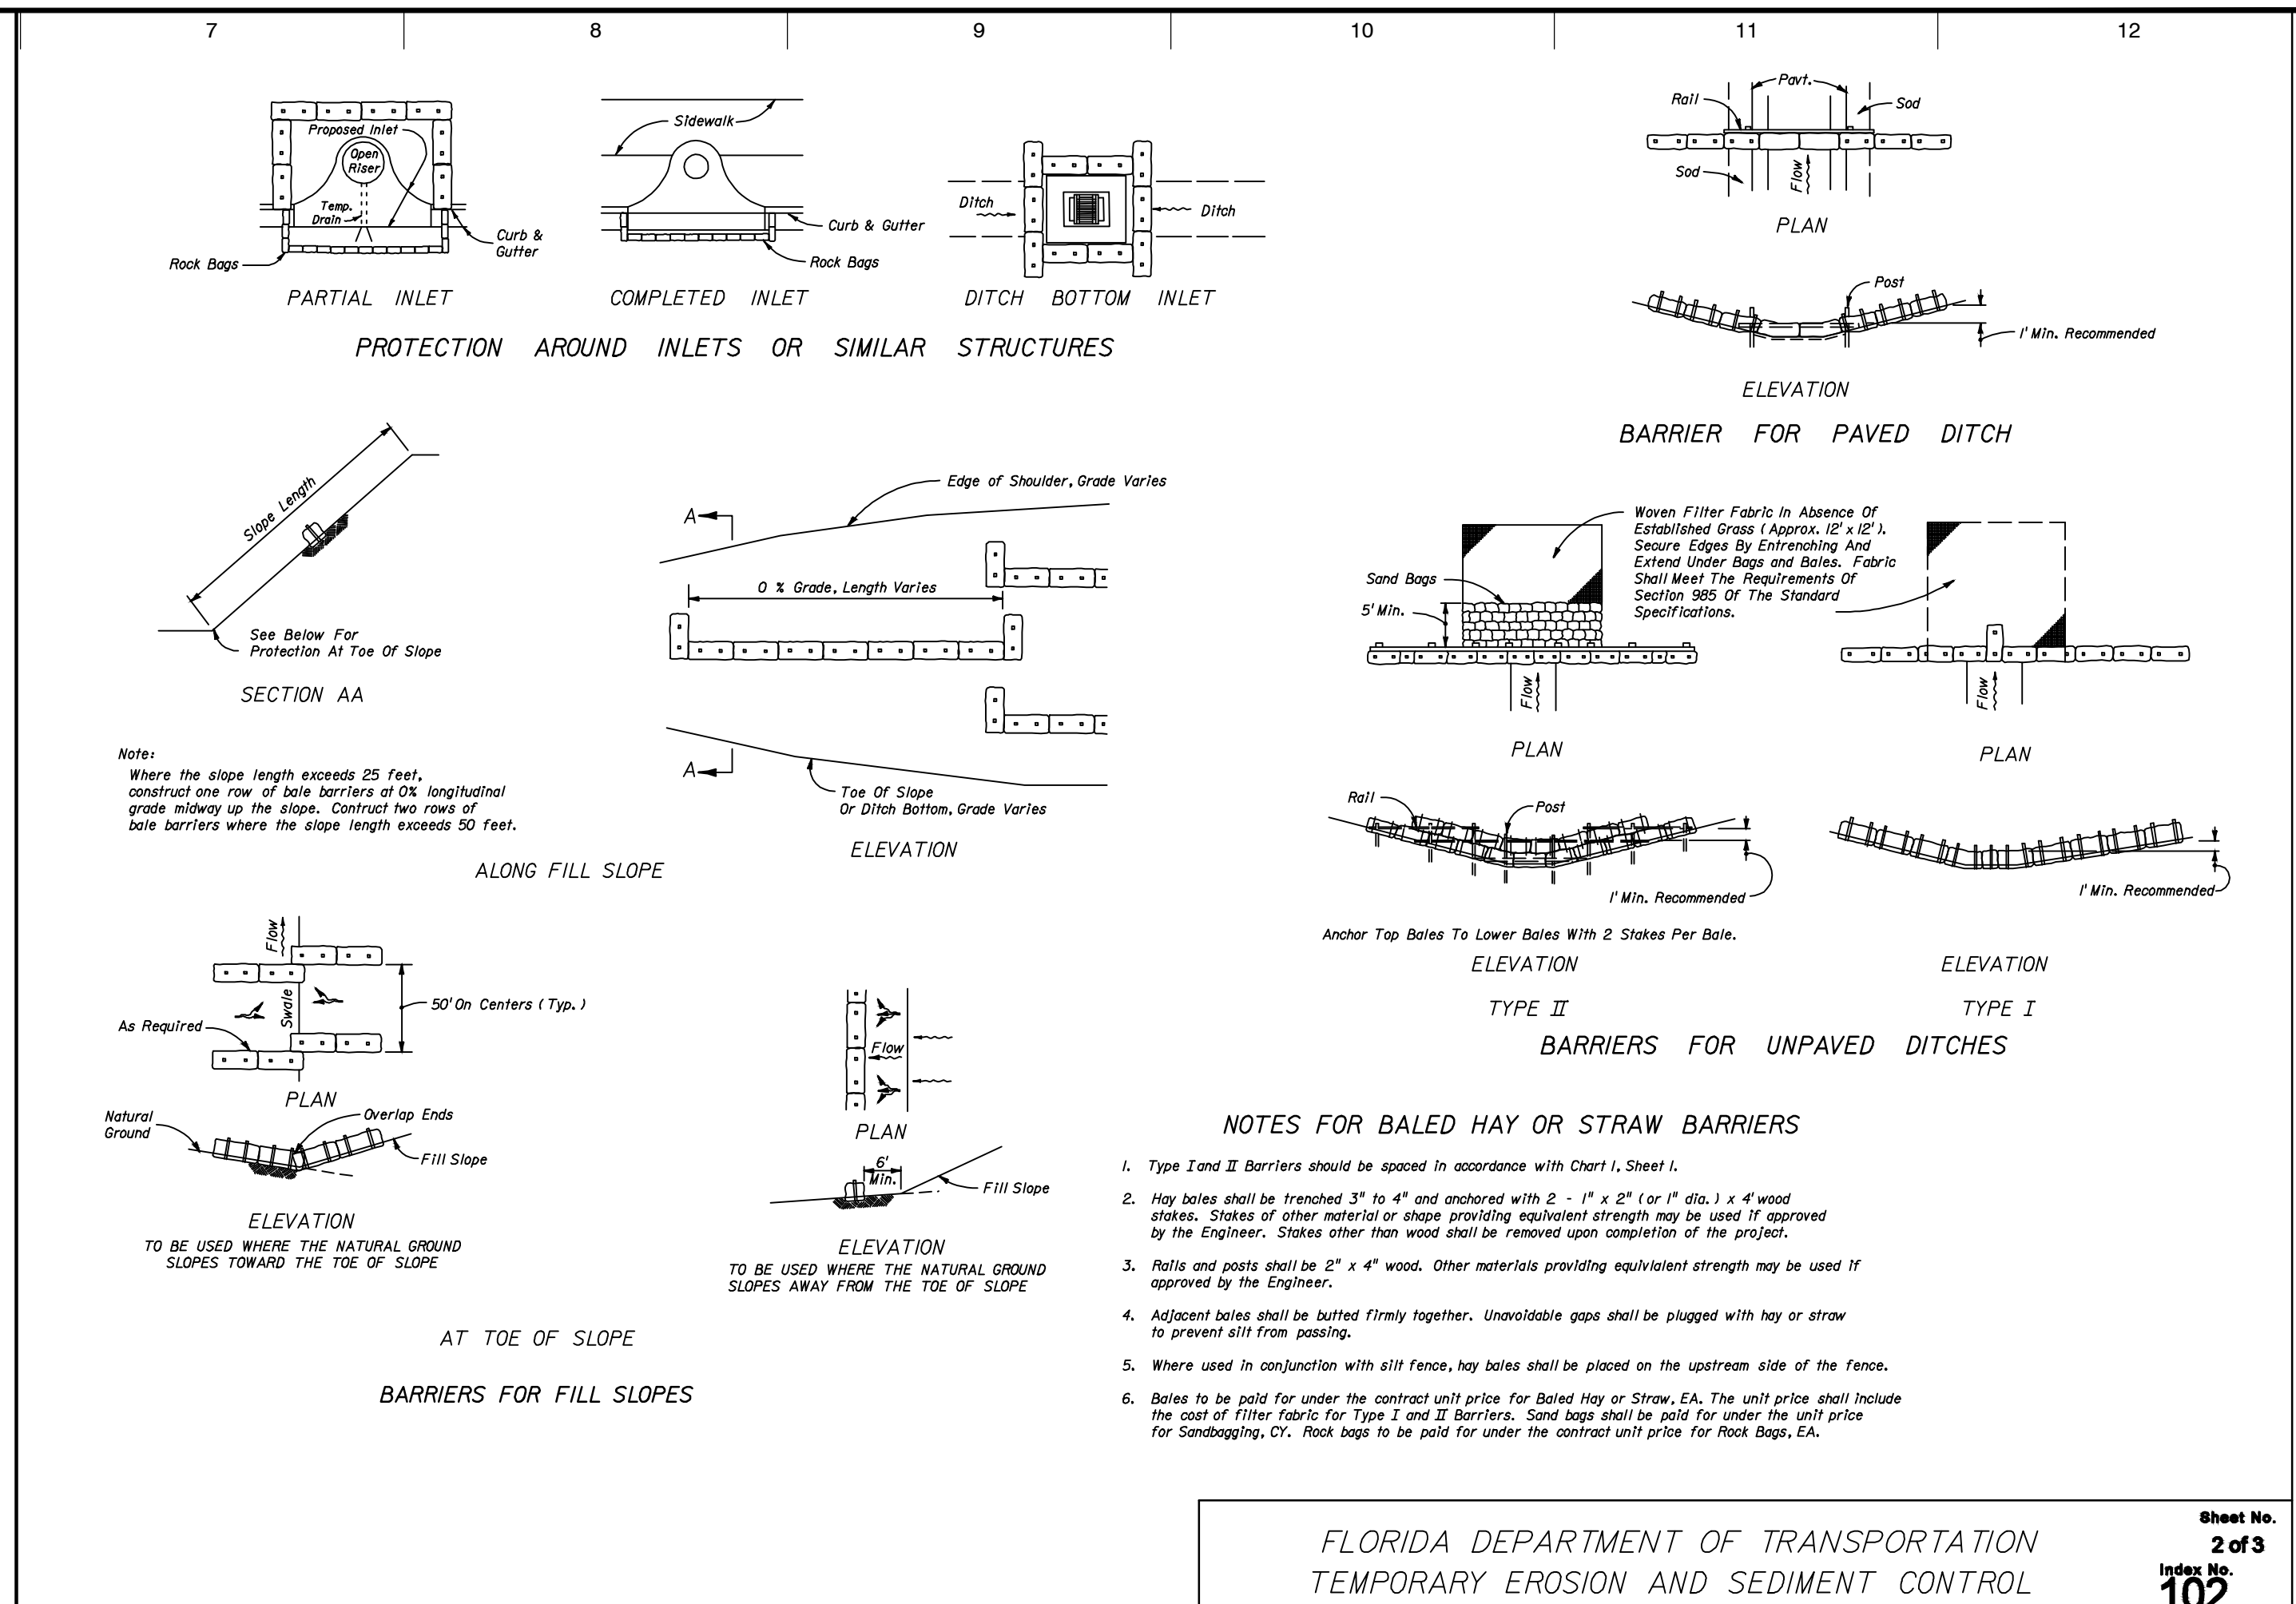 7 8 9 10 11 12
Proposed Inlet
Open
Riser
Temp.
Drain
Curb &
Gutter
Rock Bags
PARTIAL INLET
Sidewalk
Curb & Gutter
Rock Bags
COMPLETED INLET
Ditch
Ditch
DITCH BOTTOM INLET
PROTECTION AROUND INLETS OR SIMILAR STRUCTURES
Pavt.
Rail
Sod
Sod
Flow
PLAN
Post
1' Min. Recommended
ELEVATION
BARRIER FOR PAVED DITCH
Slope Length
See Below For
Protection At Toe Of Slope
SECTION AA
Note:
Where the slope length exceeds 25 feet,
construct one row of bale barriers at 0% longitudinal
grade midway up the slope. Contruct two rows of
bale barriers where the slope length exceeds 50 feet.
Edge of Shoulder, Grade Varies
A
0 % Grade, Length Varies
A
Toe Of Slope
Or Ditch Bottom, Grade Varies
ELEVATION
ALONG FILL SLOPE
Woven Filter Fabric In Absence Of
Established Grass ( Approx. 12' x 12' ).
Secure Edges By Entrenching And
Extend Under Bags and Bales. Fabric
Shall Meet The Requirements Of
Section 985 Of The Standard
Specifications.
Sand Bags
5' Min.
Flow
PLAN
Flow
PLAN
Rail
Post
1' Min. Recommended
1' Min. Recommended
Anchor Top Bales To Lower Bales With 2 Stakes Per Bale.
ELEVATION
TYPE II
ELEVATION
TYPE I
BARRIERS FOR UNPAVED DITCHES
Flow
Swale
50' On Centers ( Typ. )
As Required
PLAN
Natural
Ground
Overlap Ends
Fill Slope
ELEVATION
TO BE USED WHERE THE NATURAL GROUND
SLOPES TOWARD THE TOE OF SLOPE
Flow
PLAN
6'
Min.
Fill Slope
ELEVATION
TO BE USED WHERE THE NATURAL GROUND
SLOPES AWAY FROM THE TOE OF SLOPE
AT TOE OF SLOPE
BARRIERS FOR FILL SLOPES
NOTES FOR BALED HAY OR STRAW BARRIERS
1. Type I and II Barriers should be spaced in accordance with Chart I, Sheet 1.
2. Hay bales shall be trenched 3" to 4" and anchored with 2 - 1" x 2" ( or 1" dia. ) x 4' wood
stakes. Stakes of other material or shape providing equivalent strength may be used if approved
by the Engineer. Stakes other than wood shall be removed upon completion of the project.
3. Rails and posts shall be 2" x 4" wood. Other materials providing equivlalent strength may be used if
approved by the Engineer.
4. Adjacent bales shall be butted firmly together. Unavoidable gaps shall be plugged with hay or straw
to prevent silt from passing.
5. Where used in conjunction with silt fence, hay bales shall be placed on the upstream side of the fence.
6. Bales to be paid for under the contract unit price for Baled Hay or Straw, EA. The unit price shall include
the cost of filter fabric for Type I and II Barriers. Sand bags shall be paid for under the unit price
for Sandbagging, CY. Rock bags to be paid for under the contract unit price for Rock Bags, EA.
FLORIDA DEPARTMENT OF TRANSPORTATION
TEMPORARY EROSION AND SEDIMENT CONTROL
Sheet No.
2 of 3
Index No.
102